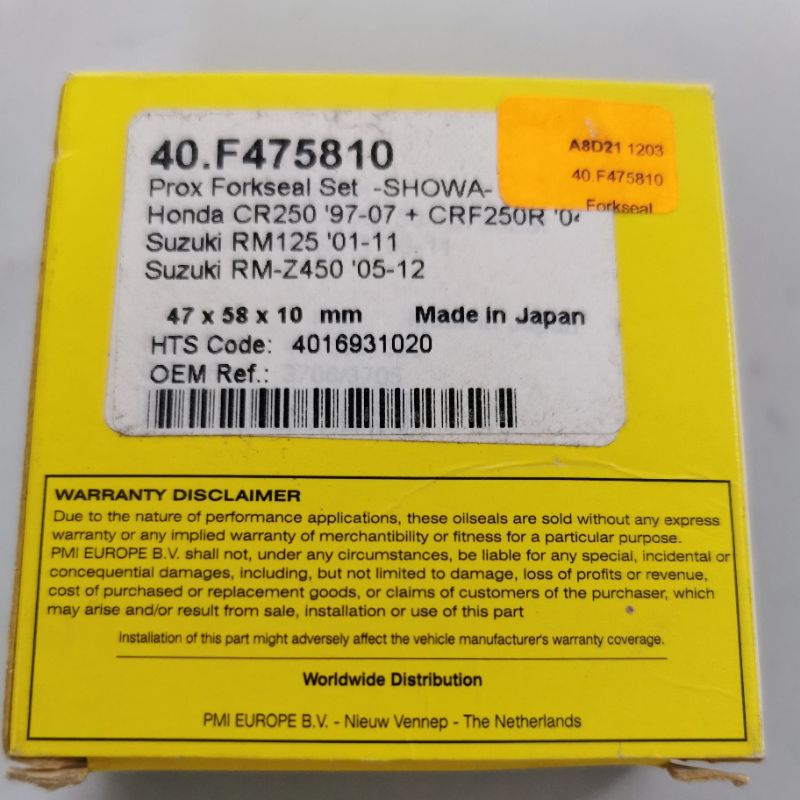 40.F475810
Prox Forkseal Set -SHOWA-
Honda CR250 '97-07 + CRF250R '04
Suzuki RM125 '01-11
Suzuki RM-Z450 '05-12
47 x 58 x 10 mm Made in Japan
HTS Code: 4016931020
OEM Ref.:
A8D21 1203
40.F475810
Forkseal
WARRANTY DISCLAIMER
Due to the nature of performance applications, these oilseals are sold without any express
warranty or any implied warranty of merchantibility or fitness for a particular purpose.
PMI EUROPE B.V. shall not, under any circumstances, be liable for any special, incidental or
concequential damages, including, but not limited to damage, loss of profits or revenue,
cost of purchased or replacement goods, or claims of customers of the purchaser, which
may arise and/or result from sale, installation or use of this part
Installation of this part might adversely affect the vehicle manufacturer's warranty coverage.
Worldwide Distribution
PMI EUROPE B.V. - Nieuw Vennep - The Netherlands